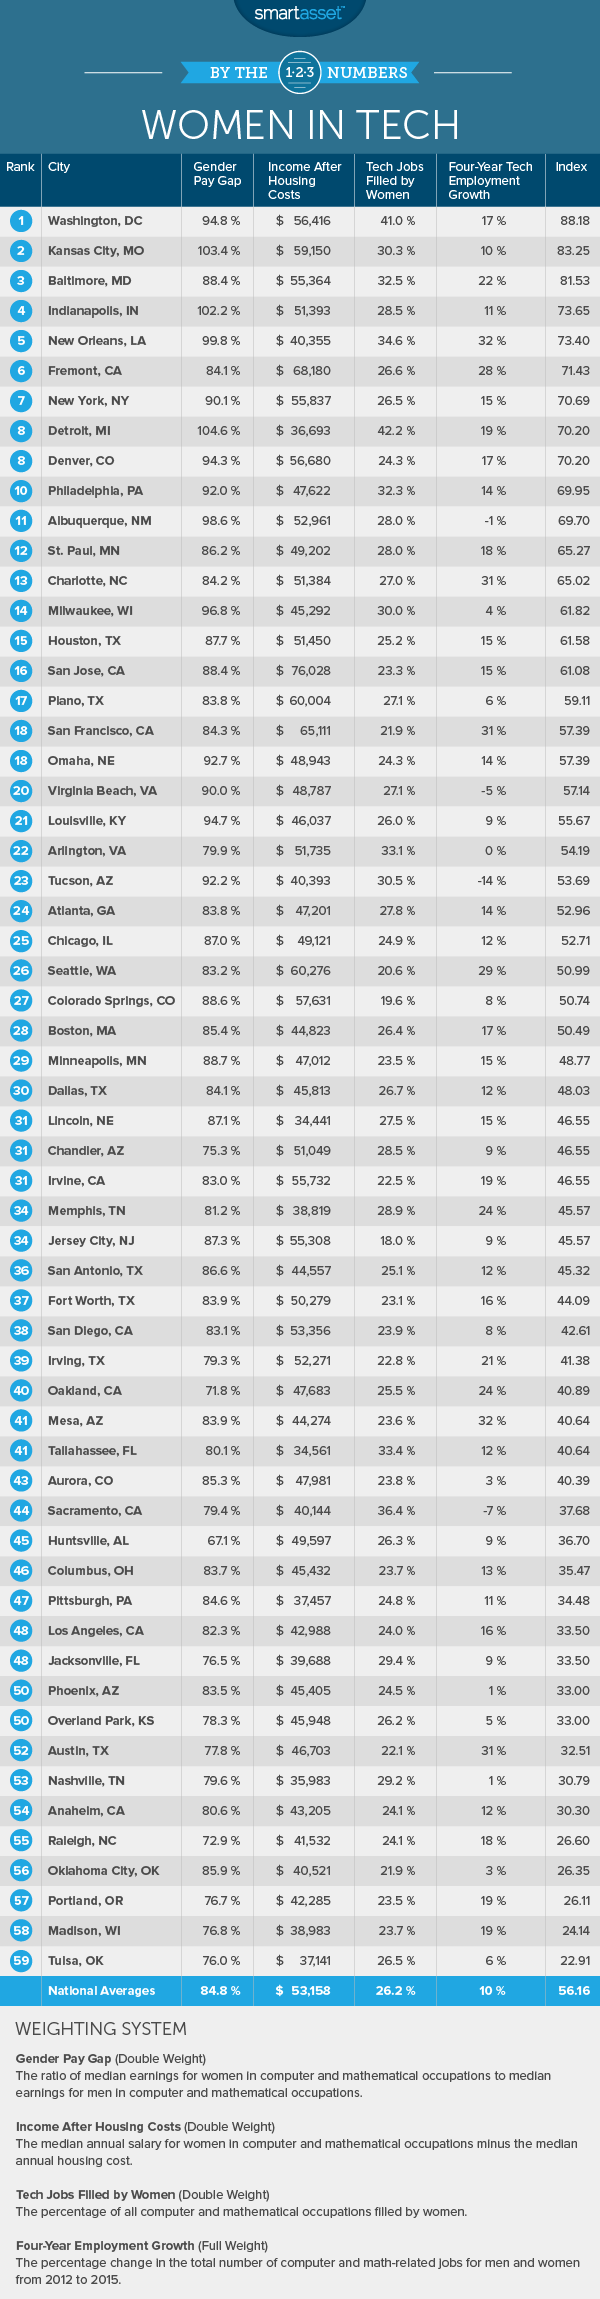 smartasset™
BY THE 1·2·3 NUMBERS
WOMEN IN TECH
Rank City Gender Pay Gap Income After Housing Costs Tech Jobs Filled by Women Four-Year Tech Employment Growth Index
1 Washington, DC 94.8 % $ 56,416 41.0 % 17 % 88.18
2 Kansas City, MO 103.4 % $ 59,150 30.3 % 10 % 83.25
3 Baltimore, MD 88.4 % $ 55,364 32.5 % 22 % 81.53
4 Indianapolis, IN 102.2 % $ 51,393 28.5 % 11 % 73.65
5 New Orleans, LA 99.8 % $ 40,355 34.6 % 32 % 73.40
6 Fremont, CA 84.1 % $ 68,180 26.6 % 28 % 71.43
7 New York, NY 90.1 % $ 55,837 26.5 % 15 % 70.69
8 Detroit, MI 104.6 % $ 36,693 42.2 % 19 % 70.20
8 Denver, CO 94.3 % $ 56,680 24.3 % 17 % 70.20
10 Philadelphia, PA 92.0 % $ 47,622 32.3 % 14 % 69.95
11 Albuquerque, NM 98.6 % $ 52,961 28.0 % -1 % 69.70
12 St. Paul, MN 86.2 % $ 49,202 28.0 % 18 % 65.27
13 Charlotte, NC 84.2 % $ 51,384 27.0 % 31 % 65.02
14 Milwaukee, WI 96.8 % $ 45,292 30.0 % 4 % 61.82
15 Houston, TX 87.7 % $ 51,450 25.2 % 15 % 61.58
16 San Jose, CA 88.4 % $ 76,028 23.3 % 15 % 61.08
17 Plano, TX 83.8 % $ 60,004 27.1 % 6 % 59.11
18 San Francisco, CA 84.3 % $ 65,111 21.9 % 31 % 57.39
18 Omaha, NE 92.7 % $ 48,943 24.3 % 14 % 57.39
20 Virginia Beach, VA 90.0 % $ 48,787 27.1 % -5 % 57.14
21 Louisville, KY 94.7 % $ 46,037 26.0 % 9 % 55.67
22 Arlington, VA 79.9 % $ 51,735 33.1 % 0 % 54.19
23 Tucson, AZ 92.2 % $ 40,393 30.5 % -14 % 53.69
24 Atlanta, GA 83.8 % $ 47,201 27.8 % 14 % 52.96
25 Chicago, IL 87.0 % $ 49,121 24.9 % 12 % 52.71
26 Seattle, WA 83.2 % $ 60,276 20.6 % 29 % 50.99
27 Colorado Springs, CO 88.6 % $ 57,631 19.6 % 8 % 50.74
28 Boston, MA 85.4 % $ 44,823 26.4 % 17 % 50.49
29 Minneapolis, MN 88.7 % $ 47,012 23.5 % 15 % 48.77
30 Dallas, TX 84.1 % $ 45,813 26.7 % 12 % 48.03
31 Lincoln, NE 87.1 % $ 34,441 27.5 % 15 % 46.55
31 Chandler, AZ 75.3 % $ 51,049 28.5 % 9 % 46.55
31 Irvine, CA 83.0 % $ 55,732 22.5 % 19 % 46.55
34 Memphis, TN 81.2 % $ 38,819 28.9 % 24 % 45.57
34 Jersey City, NJ 87.3 % $ 55,308 18.0 % 9 % 45.57
36 San Antonio, TX 86.6 % $ 44,557 25.1 % 12 % 45.32
37 Fort Worth, TX 83.9 % $ 50,279 23.1 % 16 % 44.09
38 San Diego, CA 83.1 % $ 53,356 23.9 % 8 % 42.61
39 Irving, TX 79.3 % $ 52,271 22.8 % 21 % 41.38
40 Oakland, CA 71.8 % $ 47,683 25.5 % 24 % 40.89
41 Mesa, AZ 83.9 % $ 44,274 23.6 % 32 % 40.64
41 Tallahassee, FL 80.1 % $ 34,561 33.4 % 12 % 40.64
43 Aurora, CO 85.3 % $ 47,981 23.8 % 3 % 40.39
44 Sacramento, CA 79.4 % $ 40,144 36.4 % -7 % 37.68
45 Huntsville, AL 67.1 % $ 49,597 26.3 % 9 % 36.70
46 Columbus, OH 83.7 % $ 45,432 23.7 % 13 % 35.47
47 Pittsburgh, PA 84.6 % $ 37,457 24.8 % 11 % 34.48
48 Los Angeles, CA 82.3 % $ 42,988 24.0 % 16 % 33.50
48 Jacksonville, FL 76.5 % $ 39,688 29.4 % 9 % 33.50
50 Phoenix, AZ 83.5 % $ 45,405 24.5 % 1 % 33.00
50 Overland Park, KS 78.3 % $ 45,948 26.2 % 5 % 33.00
52 Austin, TX 77.8 % $ 46,703 22.1 % 31 % 32.51
53 Nashville, TN 79.6 % $ 35,983 29.2 % 1 % 30.79
54 Anaheim, CA 80.6 % $ 43,205 24.1 % 12 % 30.30
55 Raleigh, NC 72.9 % $ 41,532 24.1 % 18 % 26.60
56 Oklahoma City, OK 85.9 % $ 40,521 21.9 % 3 % 26.35
57 Portland, OR 76.7 % $ 42,285 23.5 % 19 % 26.11
58 Madison, WI 76.8 % $ 38,983 23.7 % 19 % 24.14
59 Tulsa, OK 76.0 % $ 37,141 26.5 % 6 % 22.91
National Averages 84.8 % $ 53,158 26.2 % 10 % 56.16
WEIGHTING SYSTEM
Gender Pay Gap (Double Weight)
The ratio of median earnings for women in computer and mathematical occupations to median
earnings for men in computer and mathematical occupations.
Income After Housing Costs (Double Weight)
The median annual salary for women in computer and mathematical occupations minus the median
annual housing cost.
Tech Jobs Filled by Women (Double Weight)
The percentage of all computer and mathematical occupations filled by women.
Four-Year Employment Growth (Full Weight)
The percentage change in the total number of computer and math-related jobs for men and women
from 2012 to 2015.